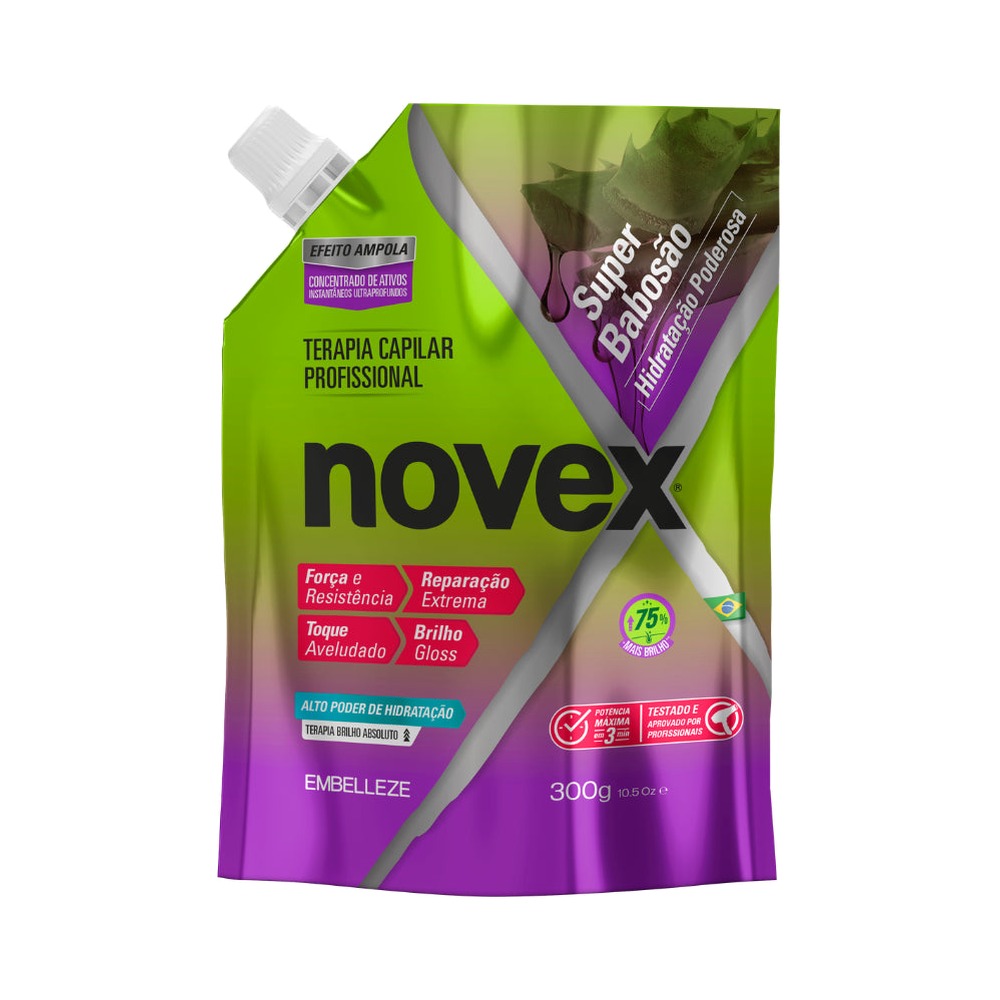 EFEITO AMPOLA
CONCENTRADO DE ATIVOS
INSTANTÂNEOS ULTRAPROFUNDOS
TERAPIA CAPILAR
PROFISSIONAL
Super
Babosão
Hidratação Poderosa
novex®
Força e
Resistência
Reparação
Extrema
Toque
Aveludado
Brilho
Gloss
75%
MAIS BRILHO
ALTO PODER DE HIDRATAÇÃO
TERAPIA BRILHO ABSOLUTO
POTÊNCIA
MÁXIMA
em 3 min
TESTADO E
APROVADO POR
PROFISSIONAIS
EMBELLEZE
300g 10.5 Oz ℮